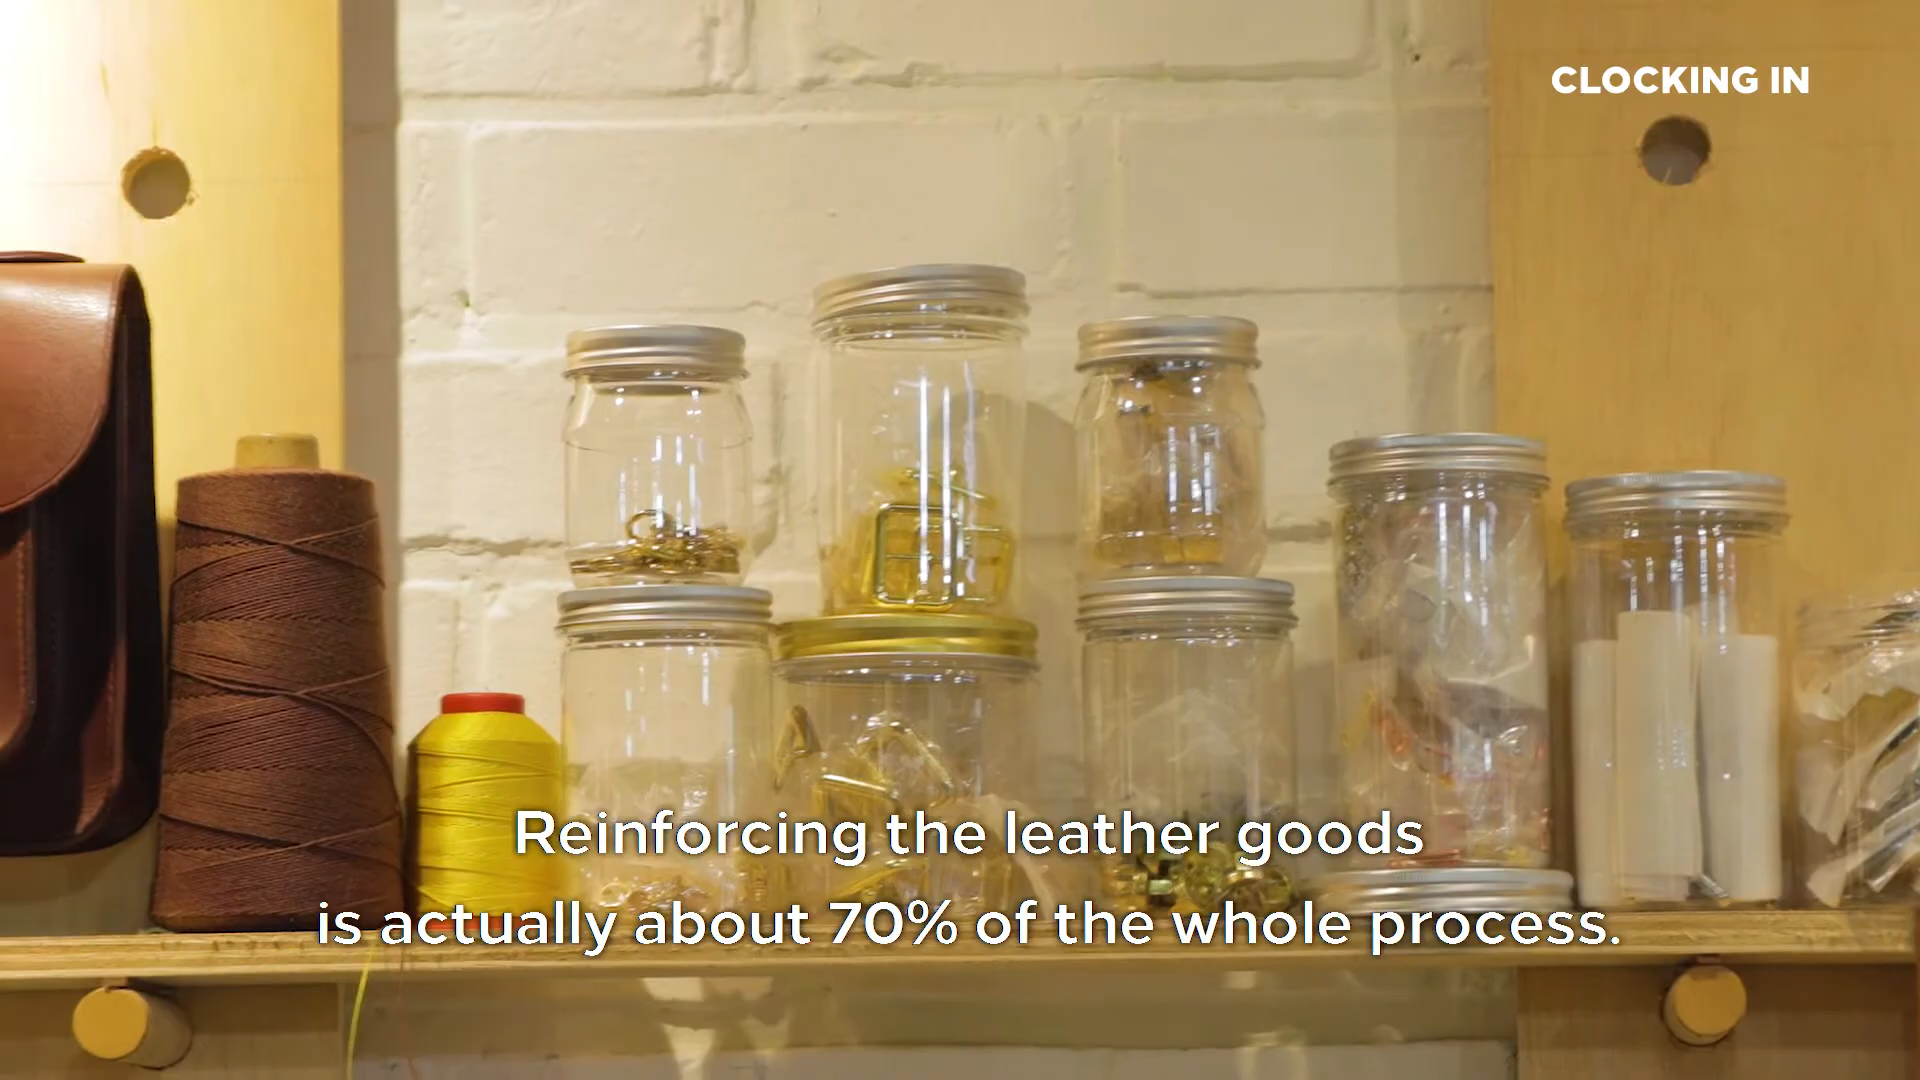 CLOCKING IN
Reinforcing the leather goods
is actually about 70% of the whole process.